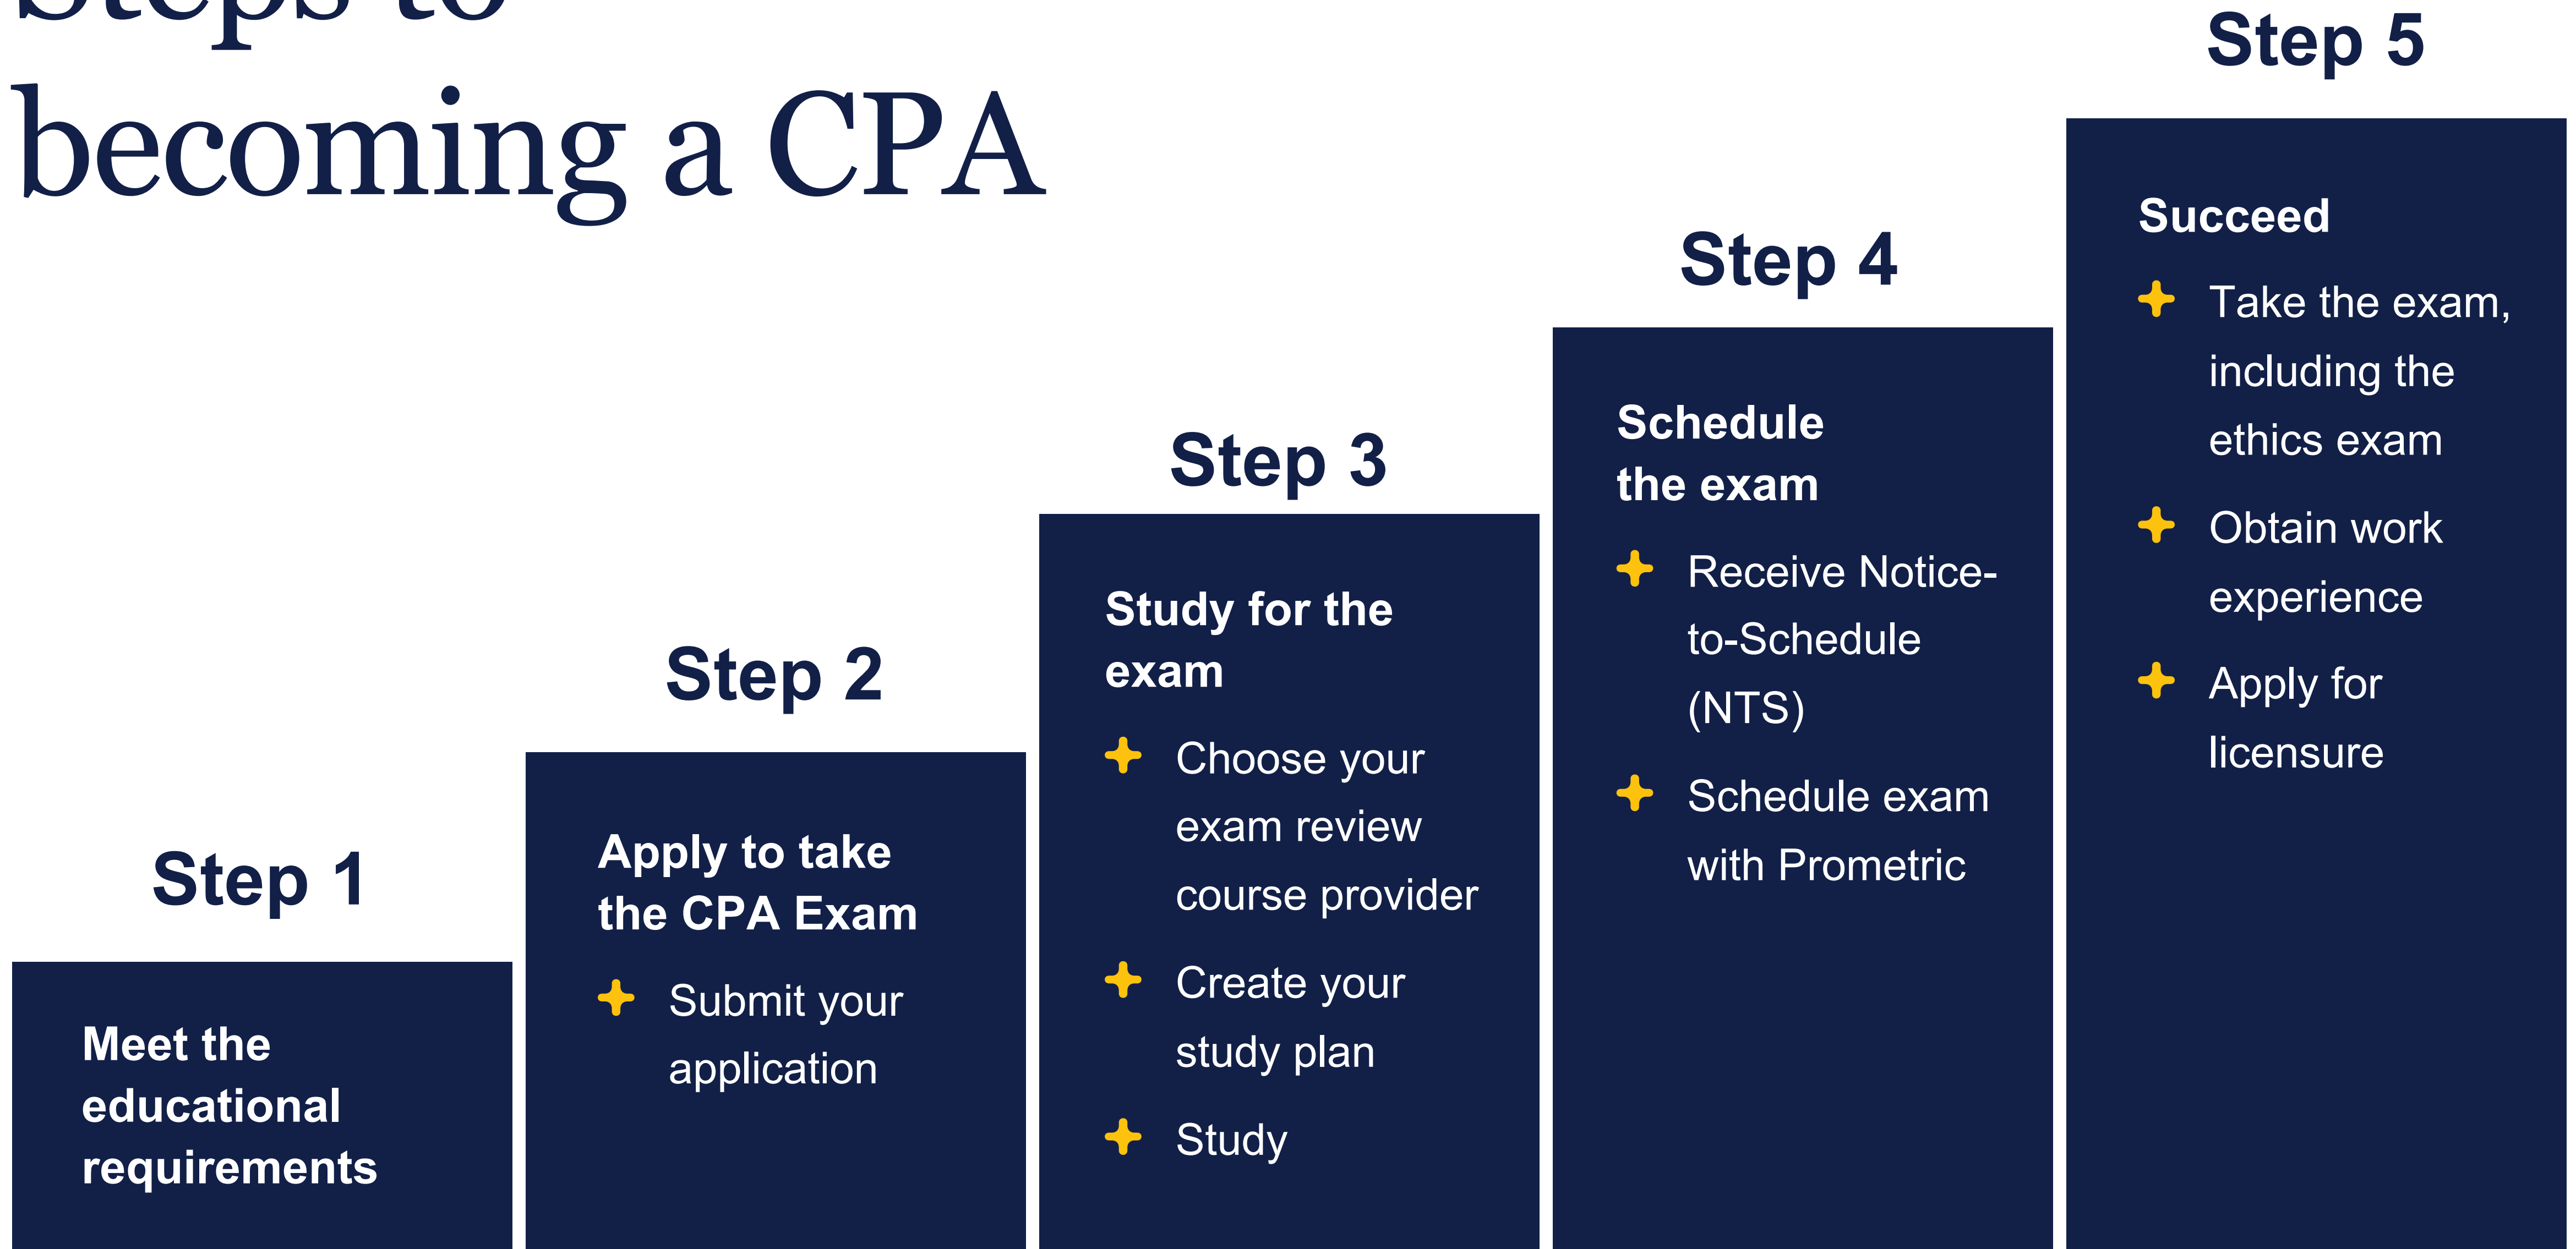 Steps to
becoming a CPA
Step 1
Meet the
educational
requirements
Step 2
Apply to take
the CPA Exam
Submit your
application
Step 3
Study for the
exam
Choose your
exam review
course provider
Create your
study plan
Study
Step 4
Schedule
the exam
Receive Notice-
to-Schedule
(NTS)
Schedule exam
with Prometric
Step 5
Succeed
Take the exam,
including the
ethics exam
Obtain work
experience
Apply for
licensure